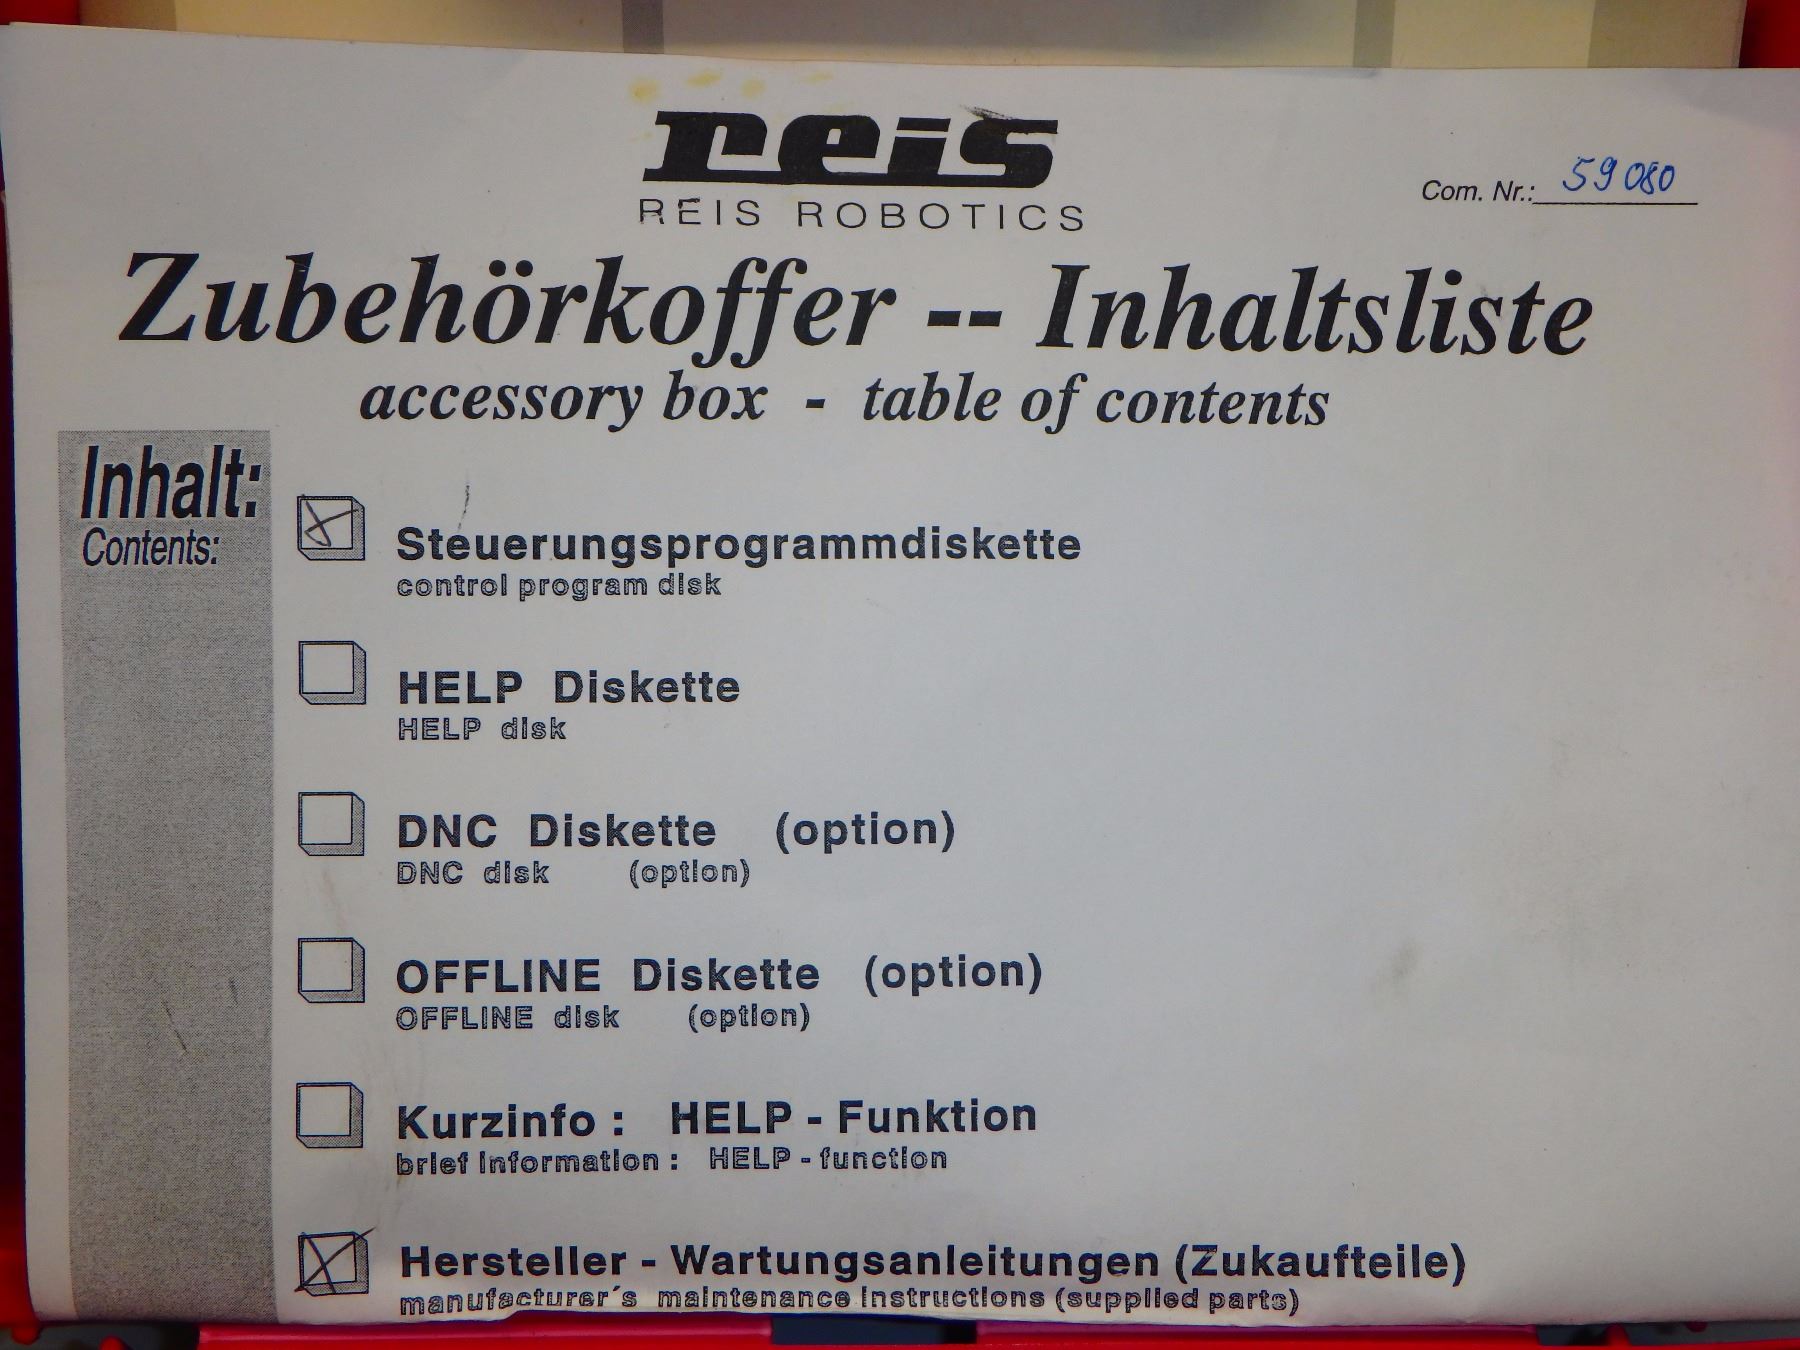 reis
REIS ROBOTICS
Com. Nr.: 59080
Zubehörkoffer -- Inhaltsliste
accessory box - table of contents
Inhalt:
Contents:
Steuerungsprogrammdiskette
control program disk
HELP Diskette
HELP disk
DNC Diskette (option)
DNC disk (option)
OFFLINE Diskette (option)
OFFLINE disk (option)
Kurzinfo : HELP - Funktion
brief information : HELP - function
Hersteller - Wartungsanleitungen (Zukaufteile)
manufacturer´s maintenance instructions (supplied parts)